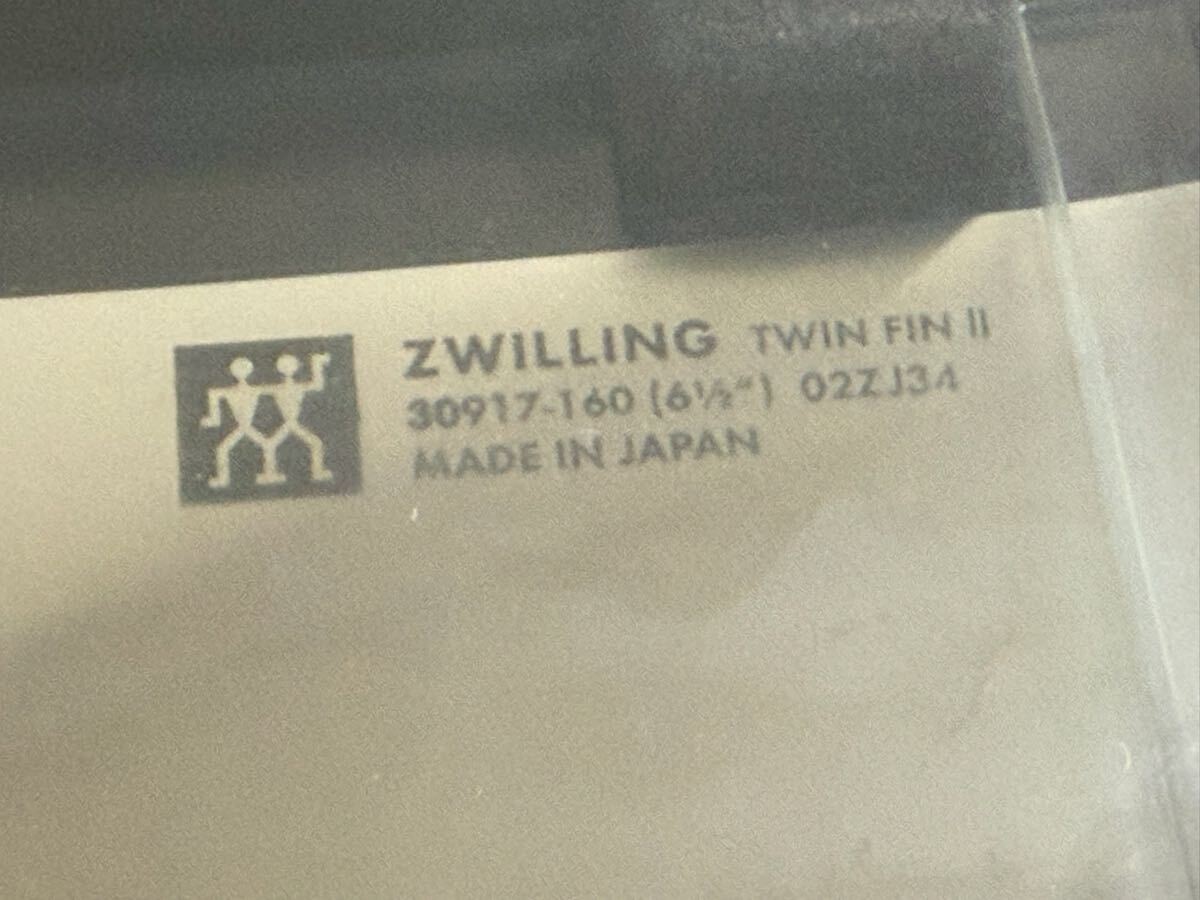 ZWILLING TWIN FIN II
30917-160 (6½") 02ZJ34
MADE IN JAPAN